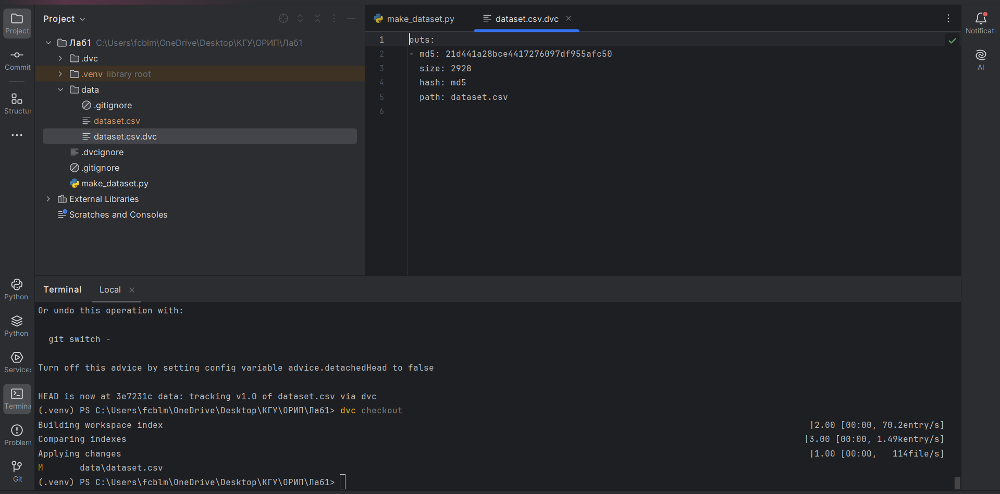 Project
Project
Commit
Structu
Python
Python
Service
Termina
Problem
Git
Лаб1 C:\Users\fcblm\OneDrive\Desktop\КГУ\ОРИП\Лаб1
.dvc
.venv library root
data
.gitignore
dataset.csv
dataset.csv.dvc
.dvcignore
.gitignore
make_dataset.py
External Libraries
Scratches and Consoles
make_dataset.py
dataset.csv.dvc
1 outs:
2 - md5: 21d441a28bce4417276097df955afc50
3 size: 2928
4 hash: md5
5 path: dataset.csv
6
Notificati
AI
Terminal Local
Or undo this operation with:
git switch -
Turn off this advice by setting config variable advice.detachedHead to false
HEAD is now at 3e7231c data: tracking v1.0 of dataset.csv via dvc
(.venv) PS C:\Users\fcblm\OneDrive\Desktop\КГУ\ОРИП\Лаб1> dvc checkout
Building workspace index |2.00 [00:00, 70.2entry/s]
Comparing indexes |3.00 [00:00, 1.49kentry/s]
Applying changes |1.00 [00:00, 114file/s]
M data\dataset.csv
(.venv) PS C:\Users\fcblm\OneDrive\Desktop\КГУ\ОРИП\Лаб1>